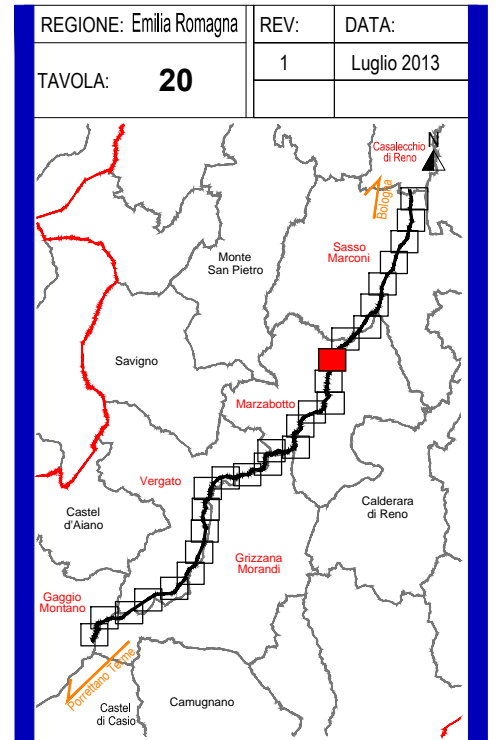 REGIONE: Emilia Romagna
REV:
DATA:
TAVOLA: 20
1
Luglio 2013
Casalecchio
di Reno
N
Bologna
Sasso
Marconi
Monte
San Pietro
Savigno
Marzabotto
Vergato
Castel
d'Aiano
Calderara
di Reno
Grizzana
Morandi
Gaggio
Montano
Porrettano Terme
Castel
di Casio
Camugnano